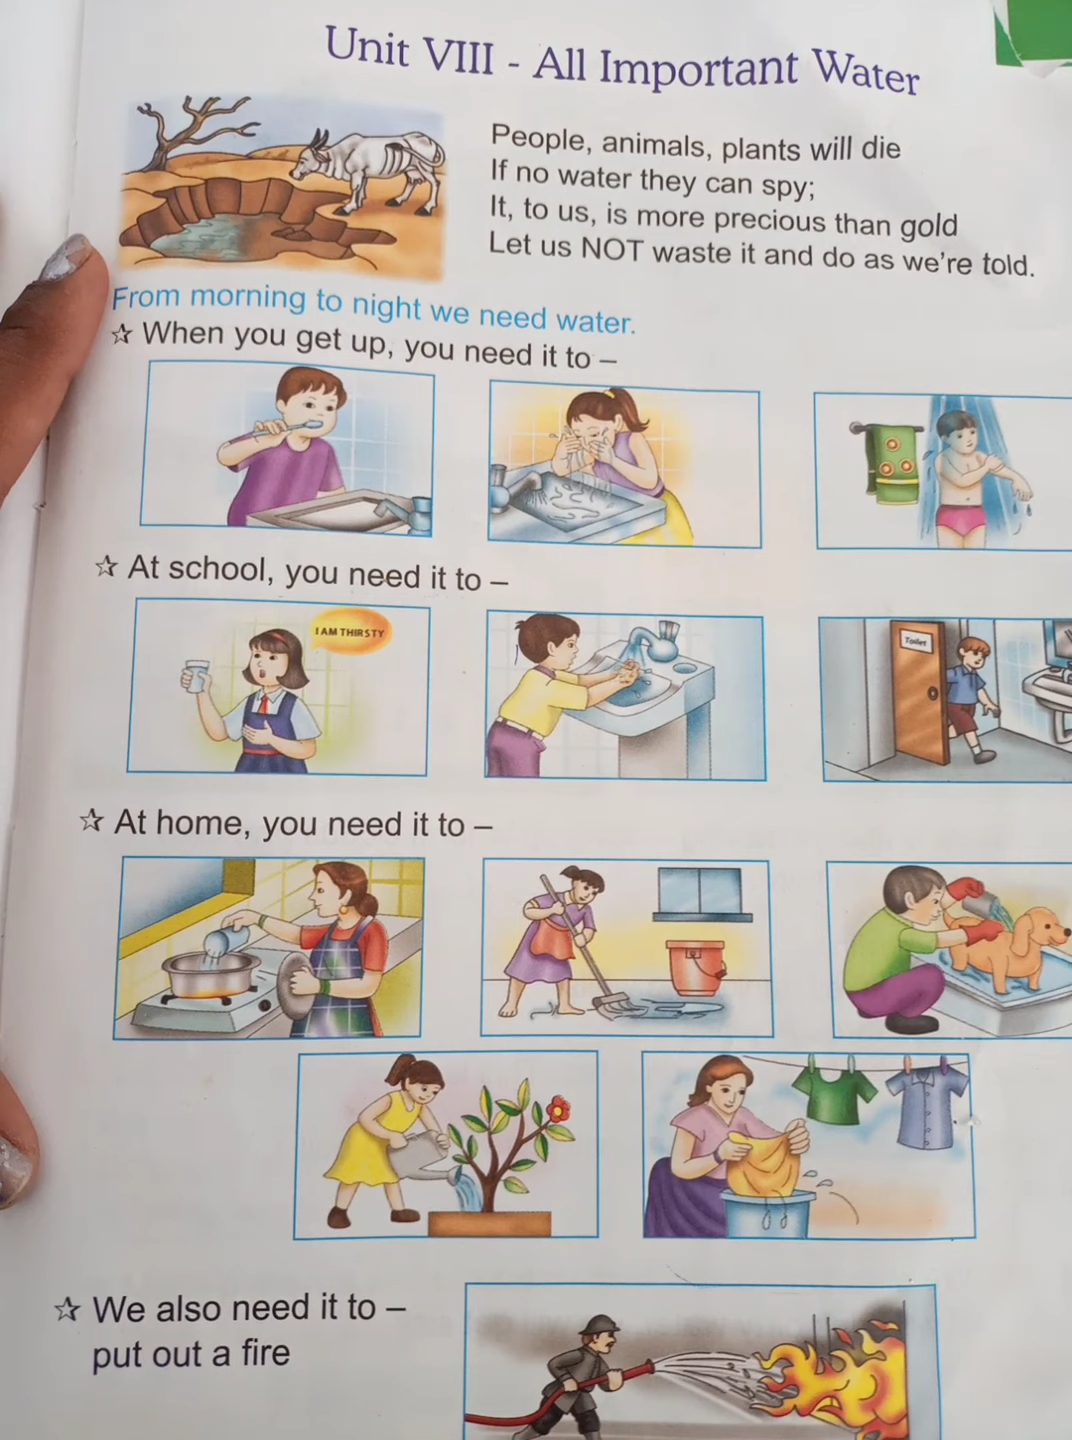 Unit VIII - All Important Water
People, animals, plants will die
If no water they can spy;
It, to us, is more precious than gold
Let us NOT waste it and do as we're told.
From morning to night we need water.
☆ When you get up, you need it to –
☆ At school, you need it to –
I AM THIRSTY
Toilet
☆ At home, you need it to –
☆ We also need it to –
put out a fire